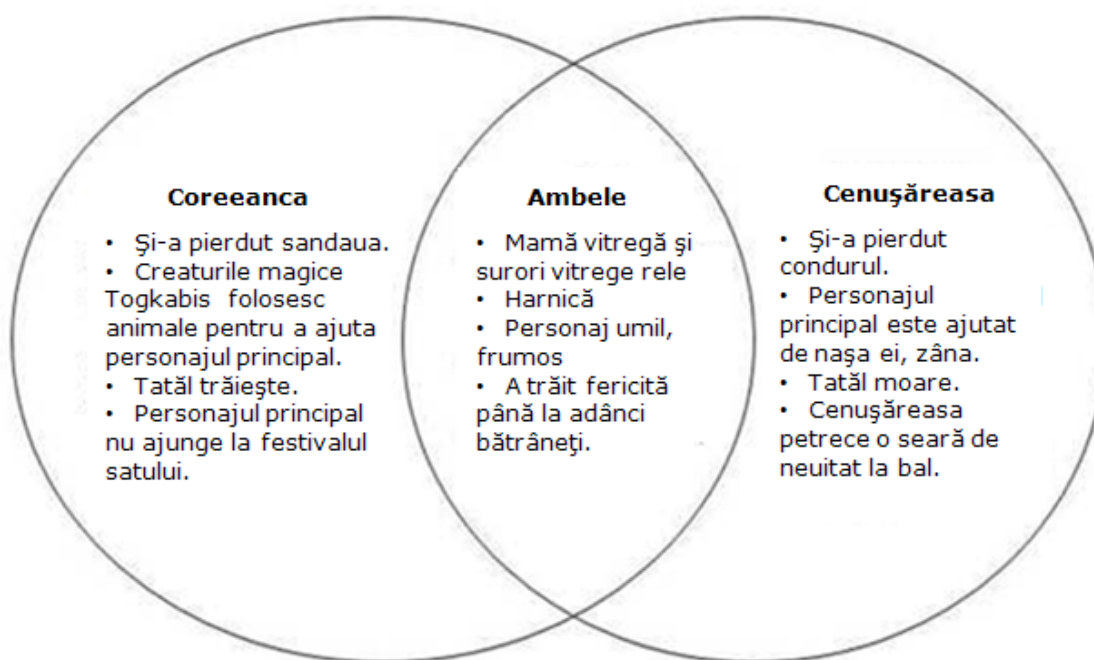 Coreeanca
• Şi-a pierdut sandaua.
• Creaturile magice
Togkabis folosesc
animale pentru a ajuta
personajul principal.
• Tatăl trăieşte.
• Personajul principal
nu ajunge la festivalul
satului.
Ambele
• Mamă vitregă şi
surori vitrege rele
• Harnică
• Personaj umil,
frumos
• A trăit fericită
până la adânci
bătrâneţi.
Cenuşăreasa
• Şi-a pierdut
condurul.
• Personajul
principal este ajutat
de naşa ei, zâna.
• Tatăl moare.
• Cenuşăreasa
petrece o seară de
neuitat la bal.